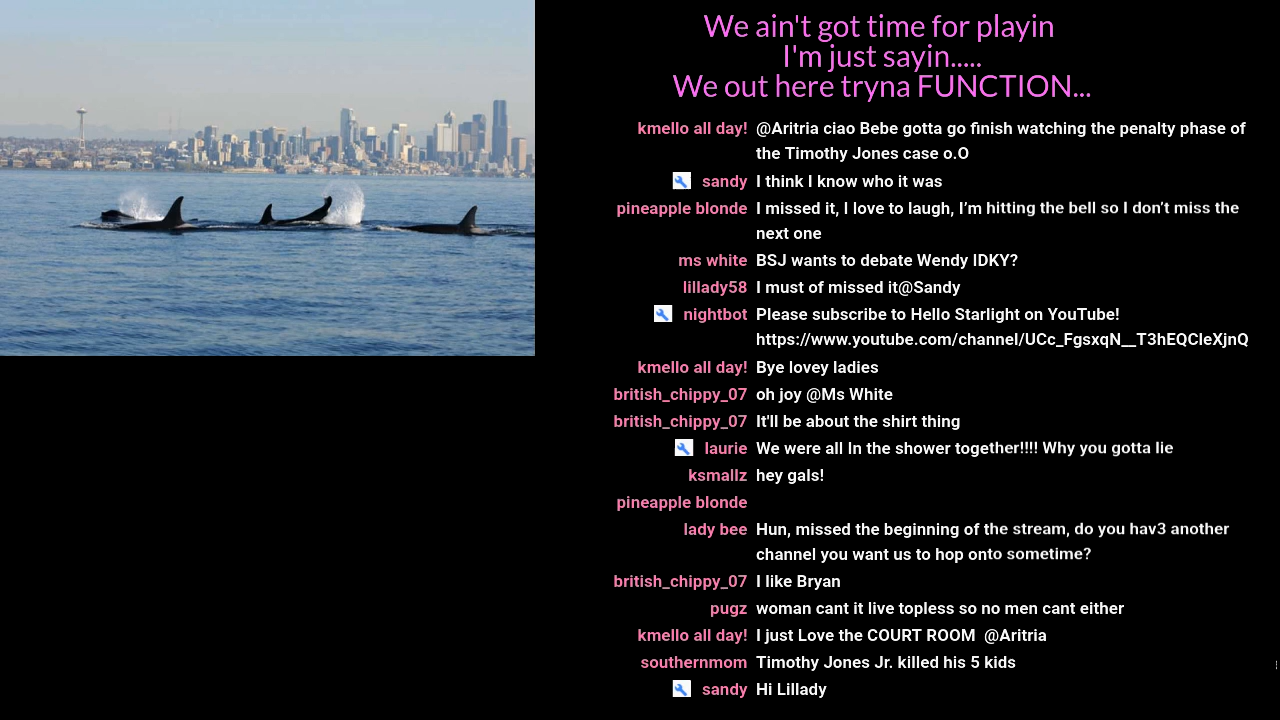 We ain't got time for playin
I'm just sayin.....
We out here tryna FUNCTION...
kmello all day! @Aritria ciao Bebe gotta go finish watching the penalty phase of
the Timothy Jones case o.O
sandy I think I know who it was
pineapple blonde I missed it, I love to laugh, I’m hitting the bell so I don’t miss the
next one
ms white BSJ wants to debate Wendy IDKY?
lillady58 I must of missed it@Sandy
nightbot Please subscribe to Hello Starlight on YouTube!
https://www.youtube.com/channel/UCc_FgsxqN__T3hEQCIeXjnQ
kmello all day! Bye lovey ladies
british_chippy_07 oh joy @Ms White
british_chippy_07 It'll be about the shirt thing
laurie We were all In the shower together!!!! Why you gotta lie
ksmallz hey gals!
pineapple blonde
lady bee Hun, missed the beginning of the stream, do you hav3 another
channel you want us to hop onto sometime?
british_chippy_07 I like Bryan
pugz woman cant it live topless so no men cant either
kmello all day! I just Love the COURT ROOM @Aritria
southernmom Timothy Jones Jr. killed his 5 kids
sandy Hi Lillady